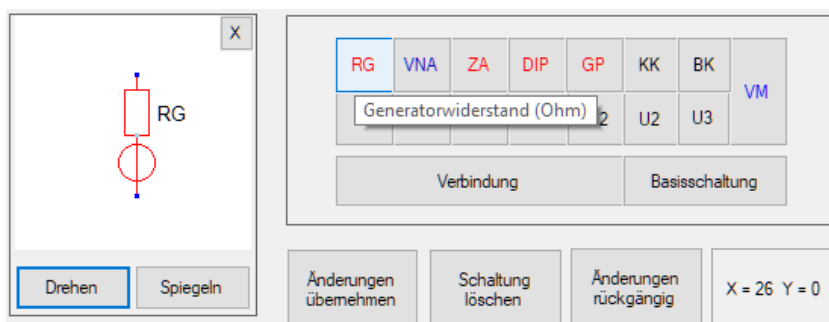 X
RG
Drehen
Spiegeln
RG VNA ZA DIP GP KK BK VM
Generatorwiderstand (Ohm)
2 U2 U3
Verbindung
Basisschaltung
Änderungen
übernehmen
Schaltung
löschen
Änderungen
rückgängig
X = 26 Y = 0